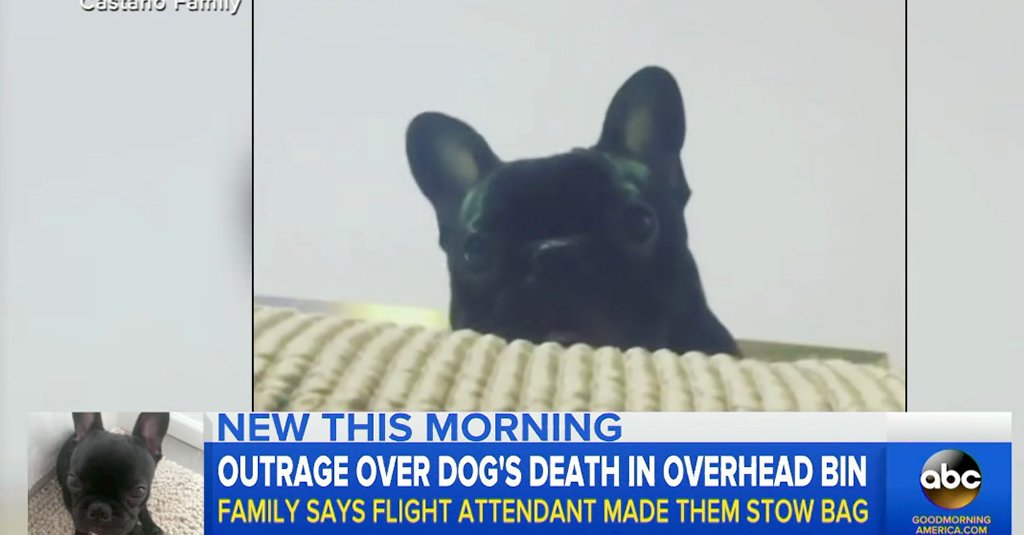 Castano Family
NEW THIS MORNING
OUTRAGE OVER DOG'S DEATH IN OVERHEAD BIN
FAMILY SAYS FLIGHT ATTENDANT MADE THEM STOW BAG
abc
GOODMORNING
AMERICA.COM